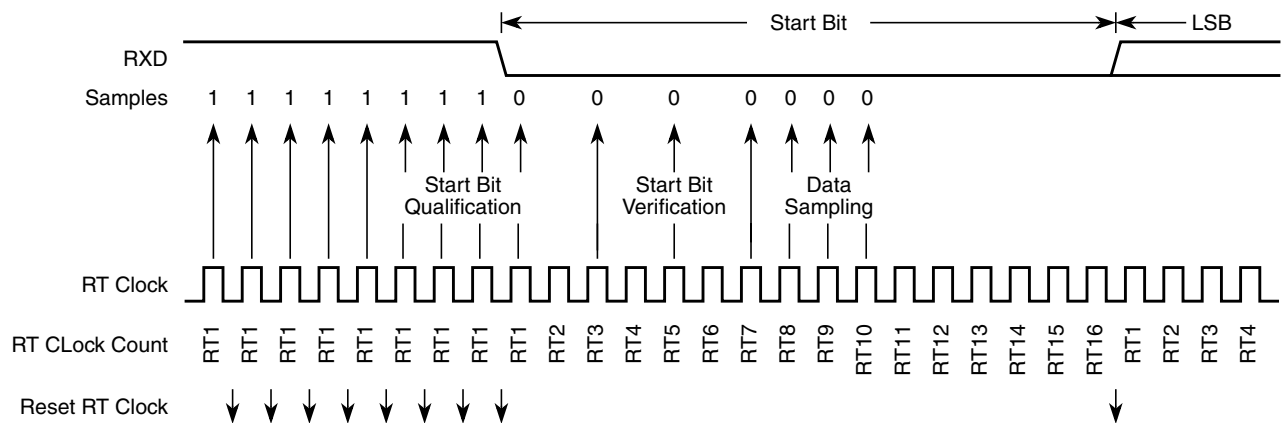 Start Bit LSB
RXD
Samples 1 1 1 1 1 1 1 1 0 0 0 0 0 0 0
Start Bit Qualification
Start Bit Verification
Data Sampling
RT Clock
RT CLock Count RT1 RT1 RT1 RT1 RT1 RT1 RT1 RT1 RT1 RT2 RT3 RT4 RT5 RT6 RT7 RT8 RT9 RT10 RT11 RT12 RT13 RT14 RT15 RT16 RT1 RT2 RT3 RT4
Reset RT Clock